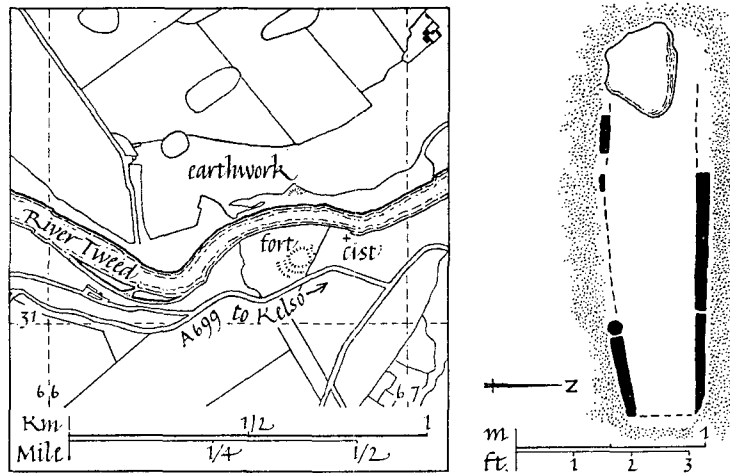 earthwork
River Tweed
fort
cist
31
A699 to Kelso
66
67
Km 1/2 1
Mile 1/4 1/2
Z
m 1
ft. 1 2 3